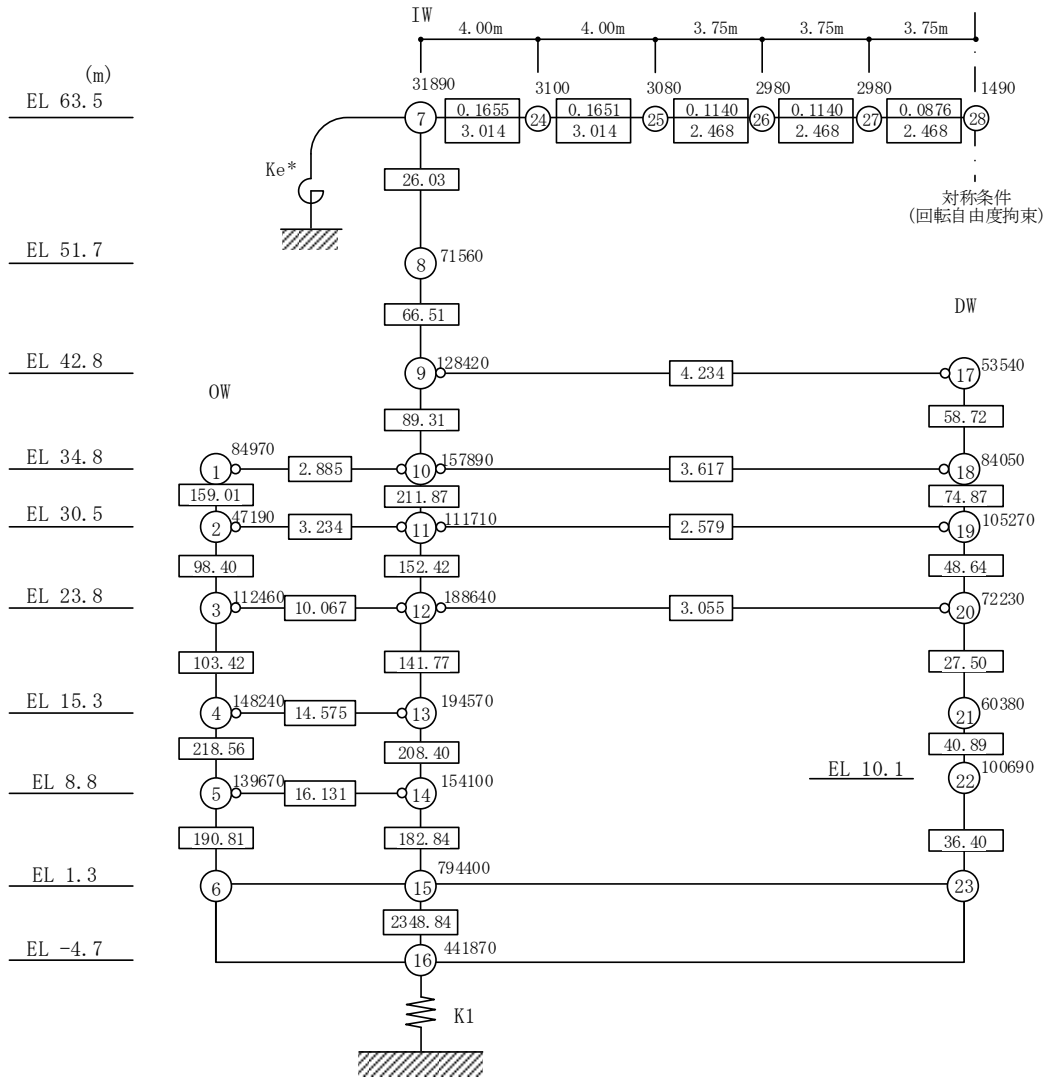 IW
4.00m 4.00m 3.75m 3.75m 3.75m
(m)
31890 3100 3080 2980 2980 1490
EL 63.5
7 24 25 26 27 28
0.1655 0.1651 0.1140 0.1140 0.0876
3.014 3.014 2.468 2.468 2.468
Ke*
26.03
対称条件
(回転自由度拘束)
EL 51.7
8 71560
66.51
DW
EL 42.8
9 128420 4.234 17 53540
OW
89.31 58.72
EL 34.8
1 84970 2.885 10 157890 3.617 18 84050
159.01 211.87 74.87
EL 30.5
2 47190 3.234 11 111710 2.579 19 105270
98.40 152.42 48.64
EL 23.8
3 112460 10.067 12 188640 3.055 20 72230
103.42 141.77 27.50
EL 15.3
4 148240 14.575 13 194570 21 60380
218.56 208.40 40.89
EL 8.8
5 139670 16.131 14 154100 EL 10.1 22 100690
190.81 182.84 36.40
EL 1.3
6 15 794400 23
2348.84
EL -4.7
16 441870
K1